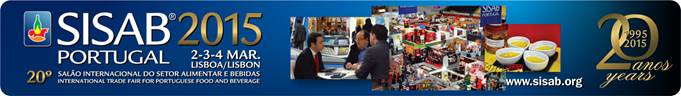 SISAB® 2015
PORTUGAL
2-3-4 MAR.
LISBOA/LISBON
20º
SALÃO INTERNACIONAL DO SETOR ALIMENTAR E BEBIDAS
INTERNATIONAL TRADE FAIR FOR PORTUGUESE FOOD AND BEVERAGE
SISAB
PORTUGAL
www.sisab.org
20
1995
2015
anos
years